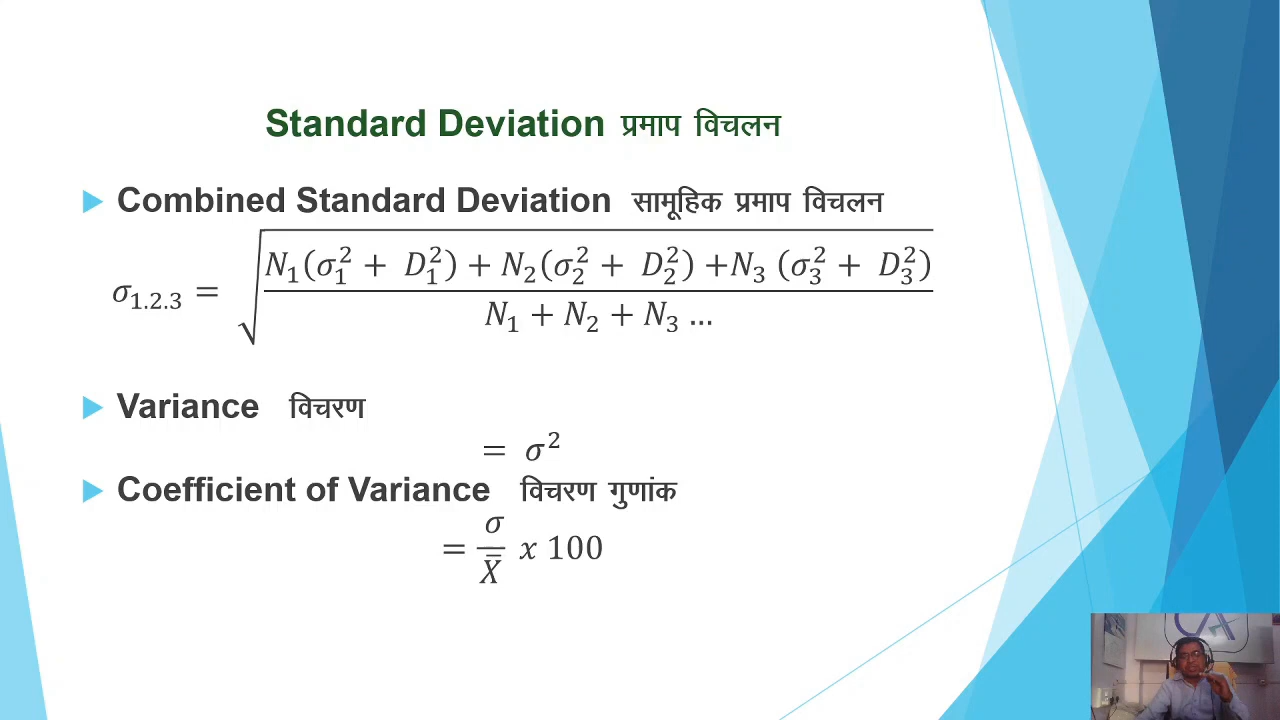 Standard Deviation प्रमाप विचलन
Combined Standard Deviation सामूहिक प्रमाप विचलन
σ₁.₂.₃ = √((N₁(σ₁² + D₁²) + N₂(σ₂² + D₂²) +N₃ (σ₃² + D₃²)) / (N₁ + N₂ + N₃ ...))
Variance विचरण
= σ²
Coefficient of Variance विचरण गुणांक
= σ / X̿ x 100
CA